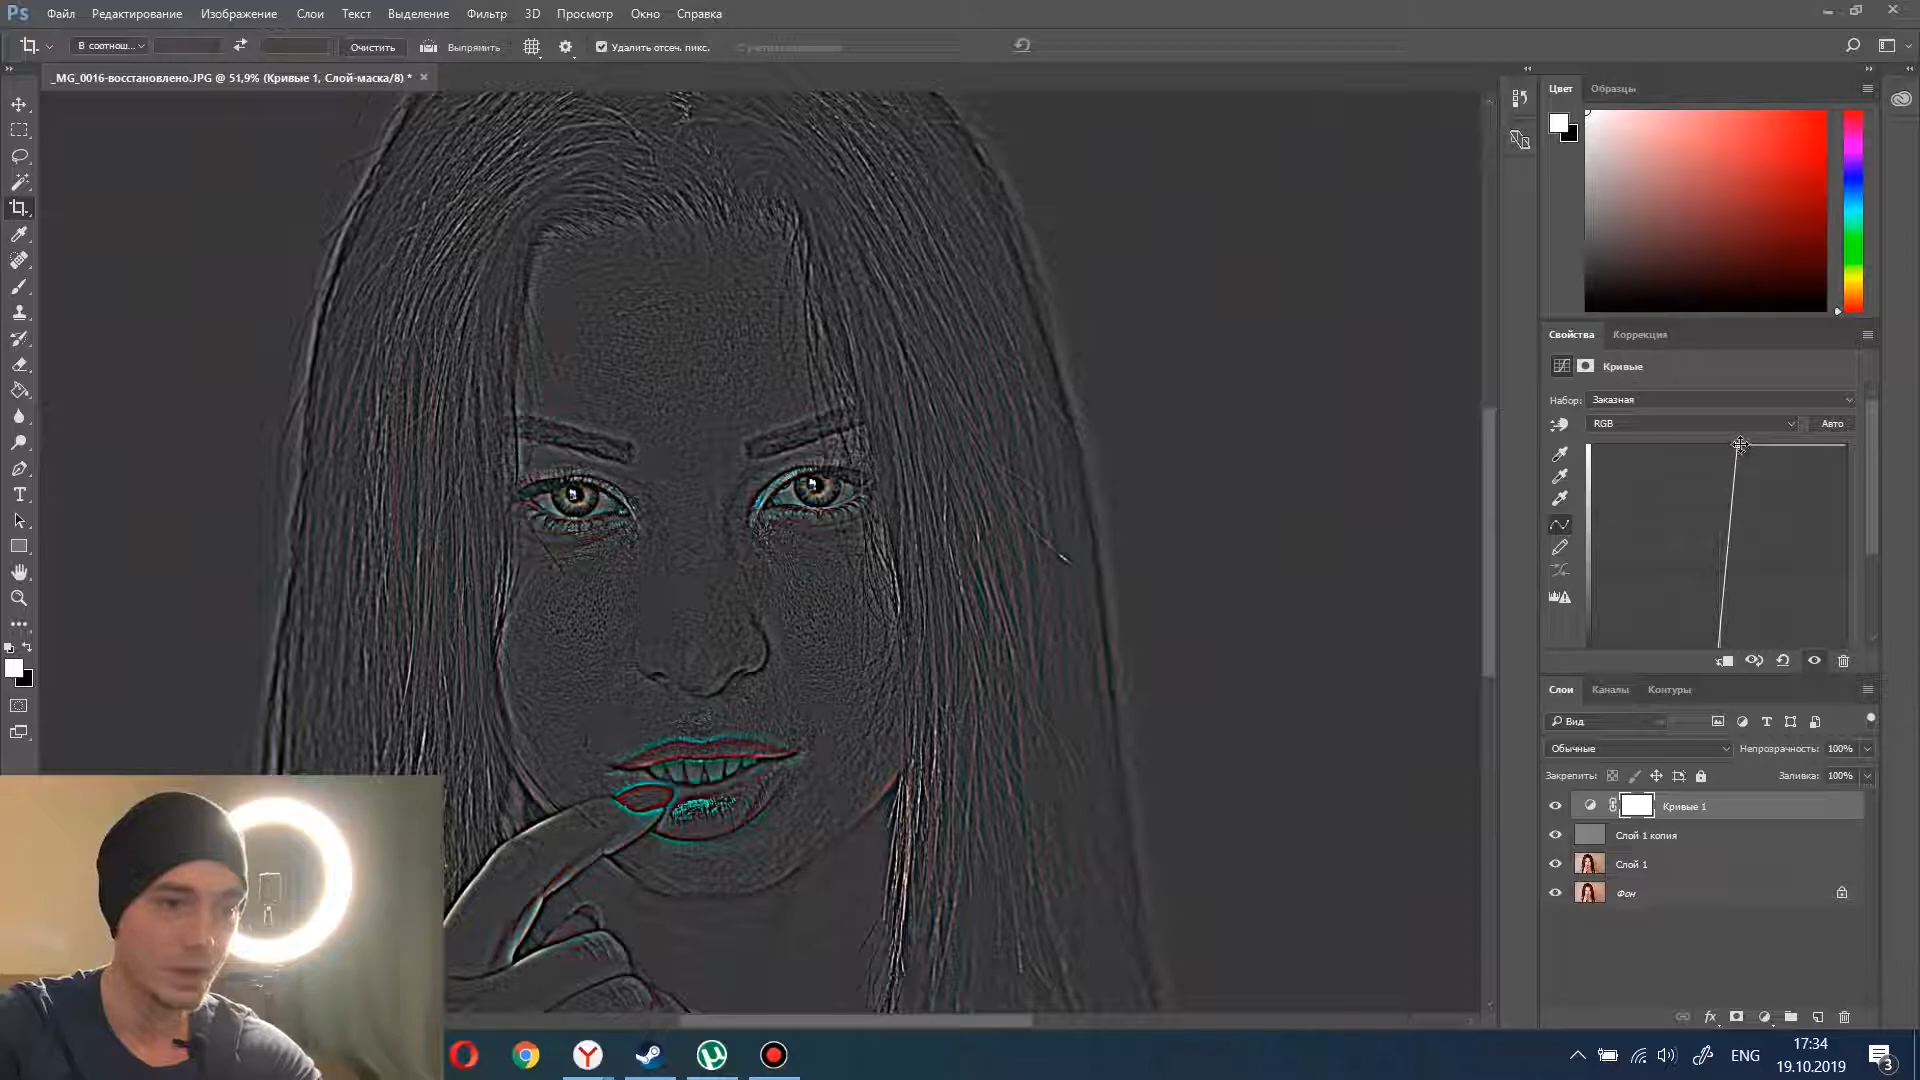 Ps Файл Редактирование Изображение Слои Текст Выделение Фильтр 3D Просмотр Окно Справка
В соотнош... Очистить Выпрямить Удалить отсеч. пикс.
_MG_0016-восстановлено.JPG @ 51,9% (Кривые 1, Слой-маска/8) *
Цвет Образцы
Свойства Коррекция
Кривые
Набор: Заказная
RGB Авто
Слои Каналы Контуры
Вид
Обычные Непрозрачность: 100%
Закрепить: Заливка: 100%
Кривые 1
Слой 1 копия
Слой 1
Фон
ENG 17:34
19.10.2019 3